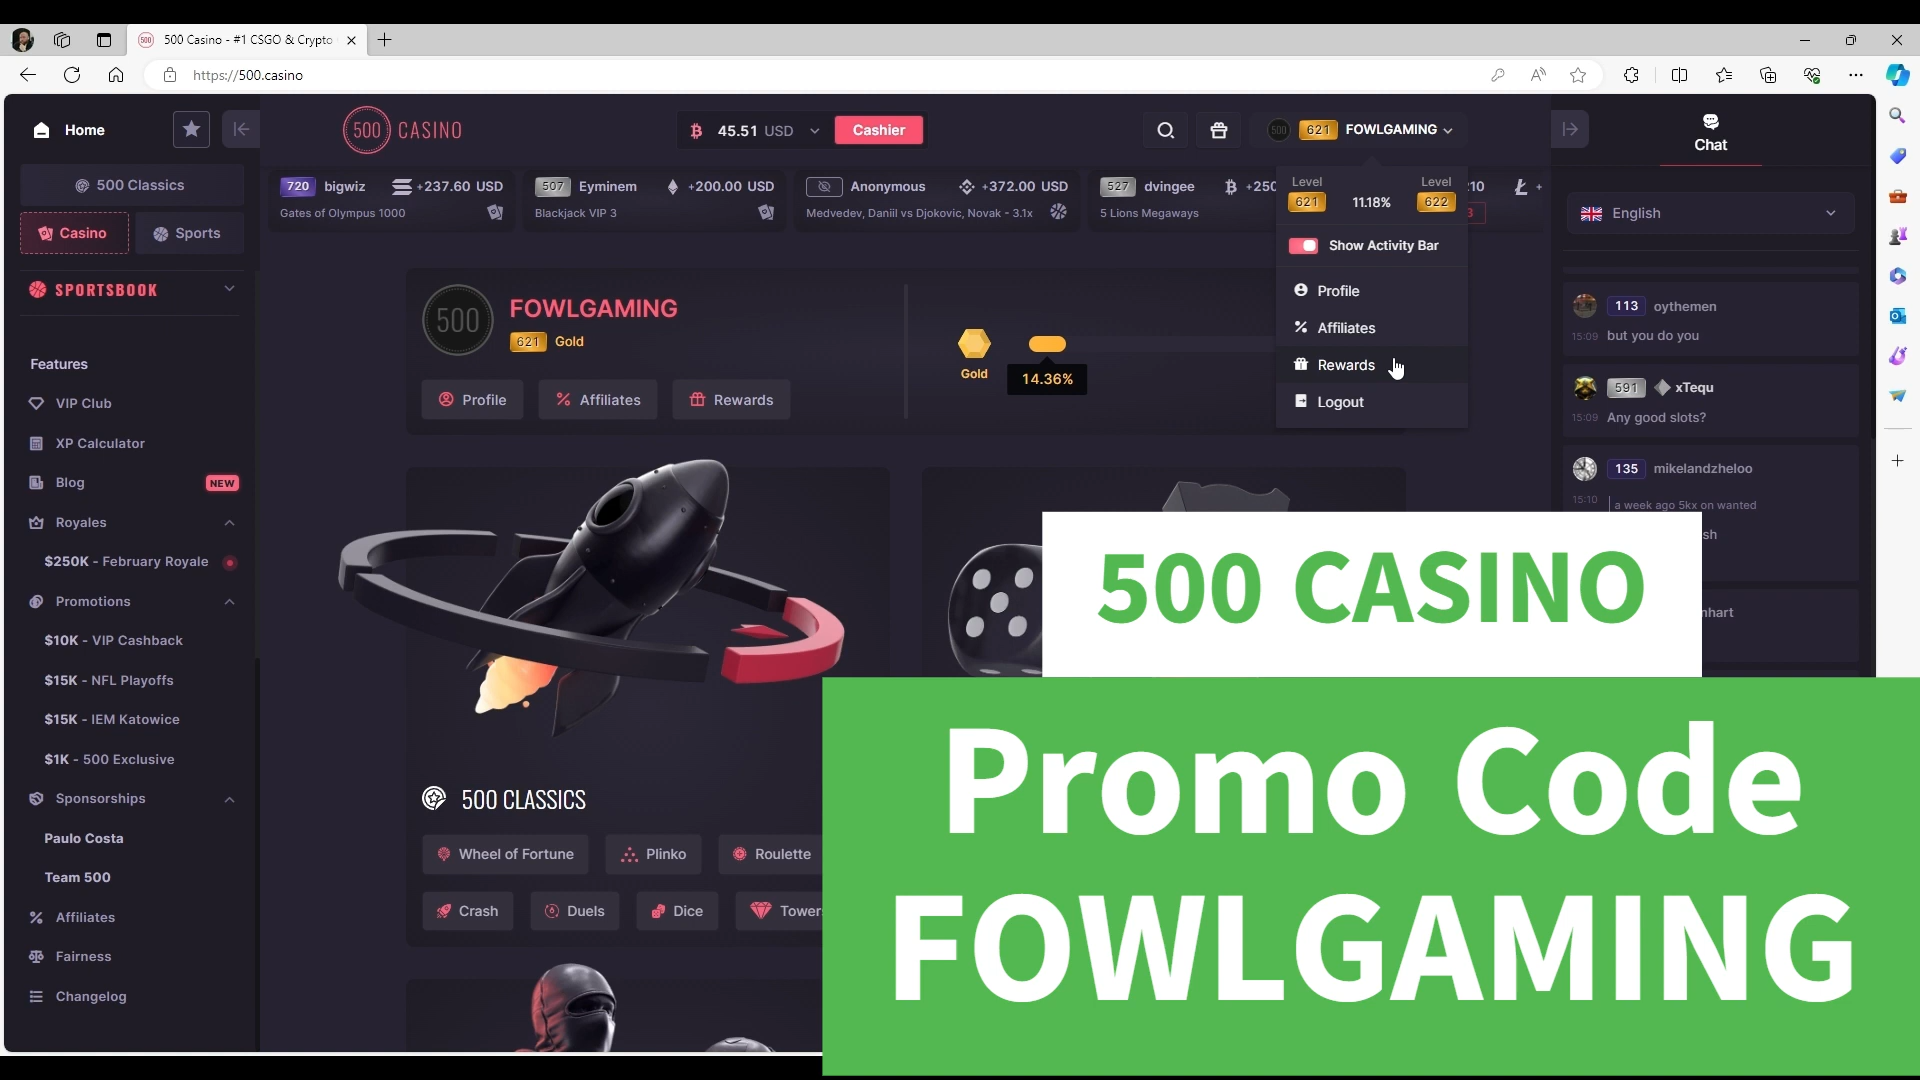 500 Casino - #1 CSGO & Crypto
https://500.casino
Home
500 Classics
Casino
Sports
SPORTSBOOK
Features
VIP Club
XP Calculator
Blog
NEW
Royales
$250K - February Royale
Promotions
$10K - VIP Cashback
$15K - NFL Playoffs
$15K - IEM Katowice
$1K - 500 Exclusive
Sponsorships
Paulo Costa
Team 500
Affiliates
Fairness
Changelog
500 CASINO
45.51 USD
Cashier
621 FOWLGAMING
720 bigwiz +237.60 USD
Gates of Olympus 1000
507 Eyminem +200.00 USD
Blackjack VIP 3
Anonymous +372.00 USD
Medvedev, Daniil vs Djokovic, Novak - 3.1x
527 dvingee +250
5 Lions Megaways
Level
621
11.18%
Level
622
Show Activity Bar
Profile
Affiliates
Rewards
Logout
500
FOWLGAMING
621 Gold
Profile
Affiliates
Rewards
Gold
14.36%
500 CLASSICS
Wheel of Fortune
Plinko
Roulette
Crash
Duels
Dice
Tower
Chat
English
113 oythemen
15:09 but you do you
591 xTequ
15:09 Any good slots?
135 mikelandzheloo
15:10 a week ago 5kx on wanted
500 CASINO
Promo Code
FOWLGAMING